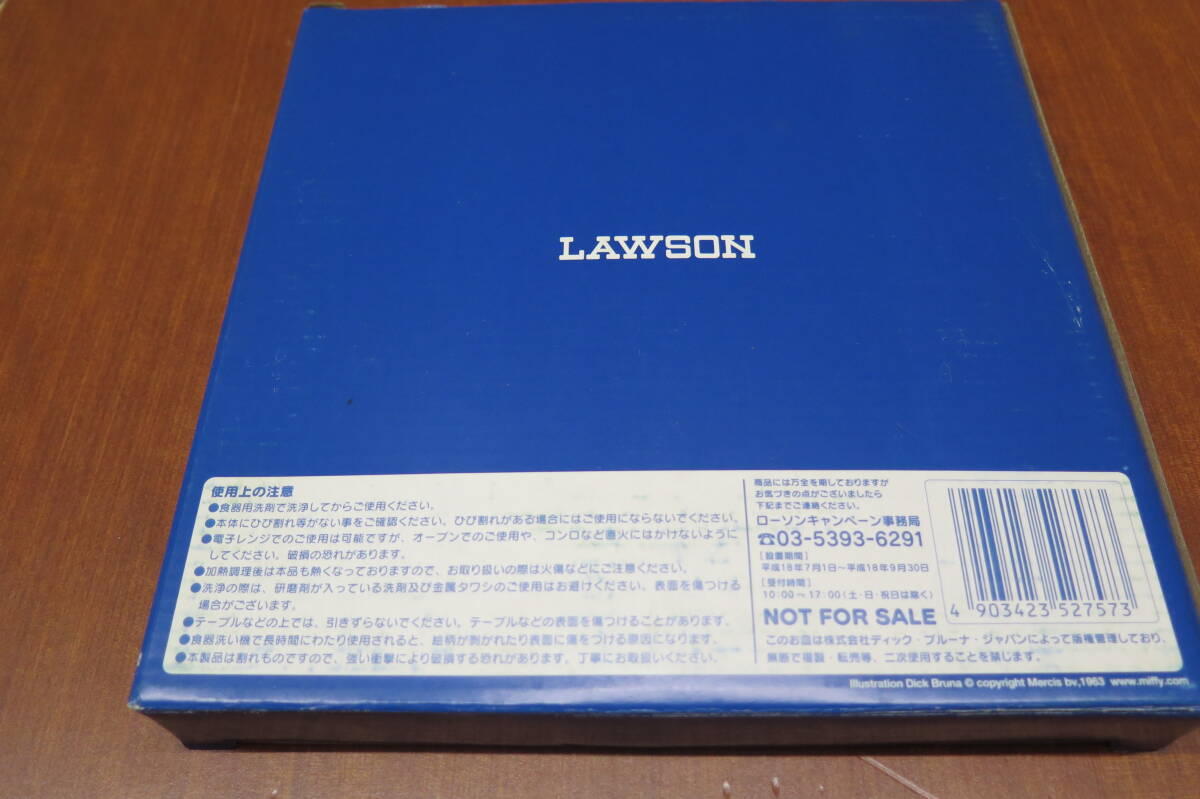 LAWSON
使用上の注意
●食器用洗剤で洗浄してからご使用ください。
●本体にひび割れ等がない事をご確認ください。ひび割れがある場合にはご使用にならないでください。
●電子レンジでのご使用は可能ですが、オーブンでのご使用や、コンロなど直火にはかけないように
してください。破損の恐れがあります。
●加熱調理後は本品も熱くなっておりますので、お取り扱いの際は火傷などにご注意ください。
●洗浄の際は、研磨剤が入っている洗剤及び金属タワシのご使用はお避けください。表面を傷つける
場合がございます。
●テーブルなどの上では、引きずらないでください。テーブルなどの表面を傷つけることがあります。
●食器洗い機で長時間にわたり使用されると、絵柄が剥がれたり表面に傷をつける原因になります。
●本製品は割れものですので、強い衝撃により破損する恐れがあります。丁寧にお取扱いください。
商品には万全を期しておりますが
お気づきの点がございましたら
下記までご連絡ください。
ローソンキャンペーン事務局
☎03-5393-6291
[設置期間]
平成18年7月1日〜平成18年9月30日
[受付時間]
10:00〜17:00(土・日・祝日は除く)
NOT FOR SALE
4 903423 527573
このお皿は株式会社ディック・ブルーナ・ジャパンによって版権管理しており、
無断で複製・転売等、二次使用することを禁じます。
Illustration Dick Bruna © copyright Mercis bv,1963 www.miffy.com